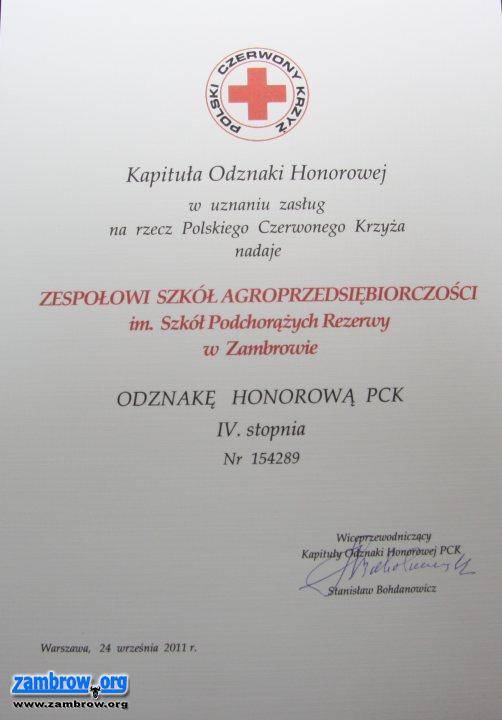 POLSKI CZERWONY KRZYŻ
Kapituła Odznaki Honorowej
w uznaniu zasług
na rzecz Polskiego Czerwonego Krzyża
nadaje
ZESPOŁOWI SZKÓŁ AGROPRZEDSIĘBIORCZOŚCI
im. Szkół Podchorążych Rezerwy
w Zambrowie
ODZNAKĘ HONOROWĄ PCK
IV. stopnia
Nr 154289
Wiceprzewodniczący
Kapituły Odznaki Honorowej PCK
Stanisław Bohdanowicz
Warszawa, 24 września 2011 r.
zambrow.org
www.zambrow.org